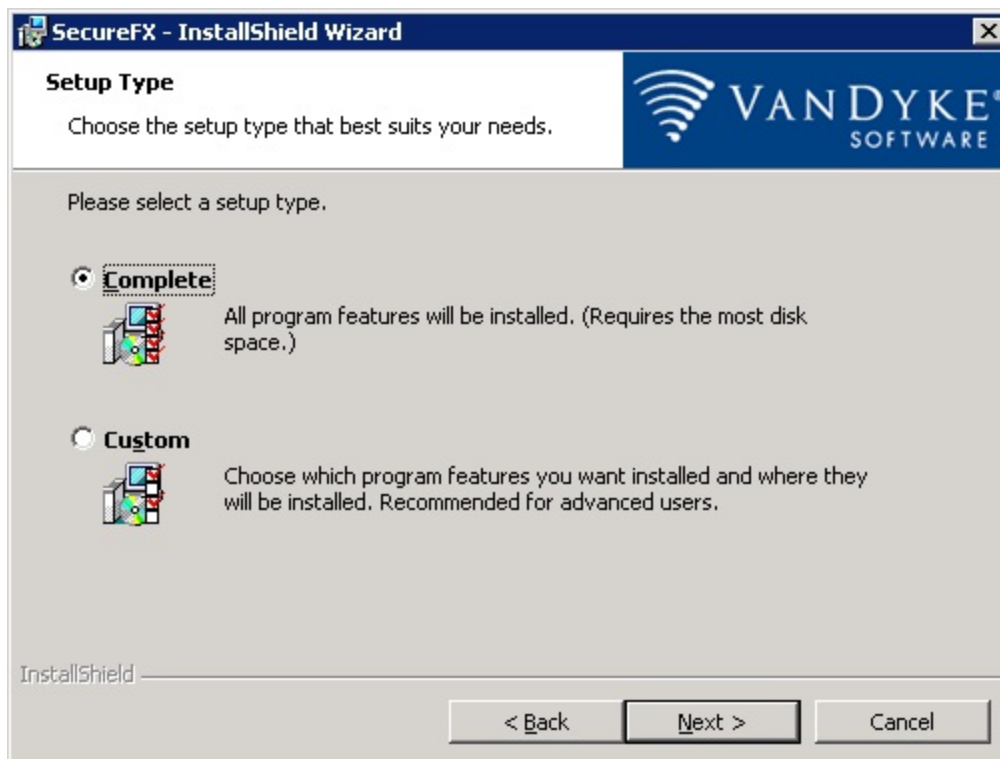 SecureFX - InstallShield Wizard
Setup Type
Choose the setup type that best suits your needs.
VANDYKE®
SOFTWARE
Please select a setup type.
Complete
All program features will be installed. (Requires the most disk
space.)
Custom
Choose which program features you want installed and where they
will be installed. Recommended for advanced users.
InstallShield
< Back
Next >
Cancel